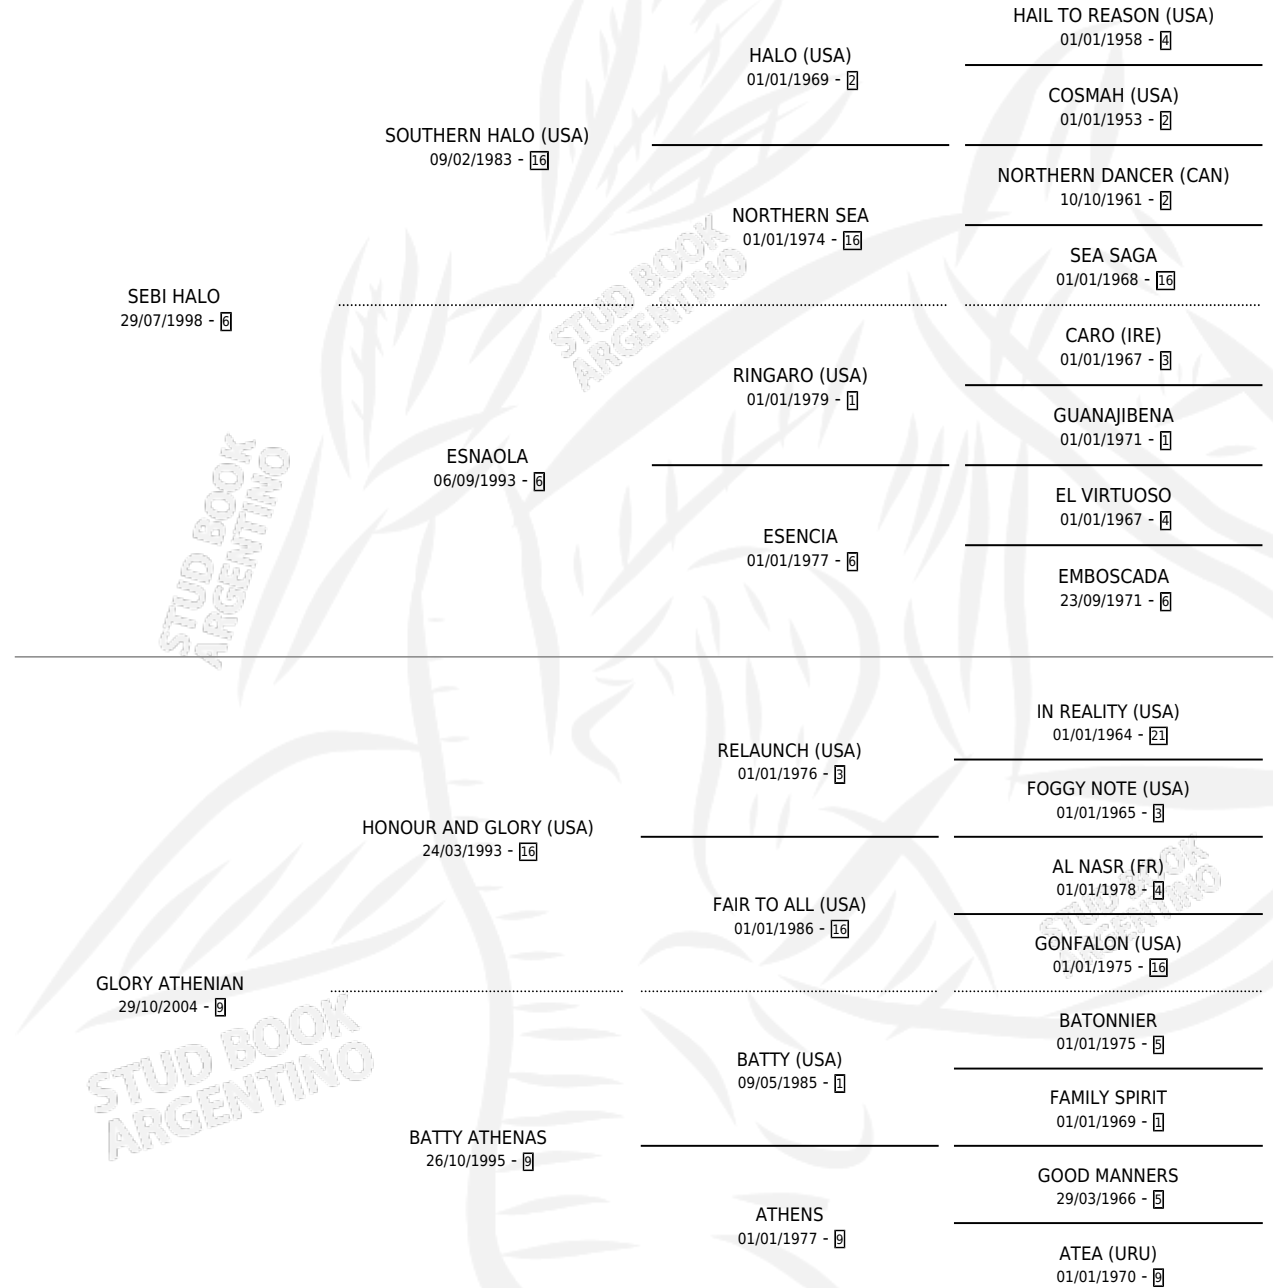 HAIL TO REASON (USA)
01/01/1958 - 4
HALO (USA)
01/01/1969 - 2
COSMAH (USA)
01/01/1953 - 2
SOUTHERN HALO (USA)
09/02/1983 - 16
NORTHERN DANCER (CAN)
10/10/1961 - 2
NORTHERN SEA
01/01/1974 - 16
SEA SAGA
01/01/1968 - 16
SEBI HALO
29/07/1998 - 6
STUD BOOK
ARGENTINO
CARO (IRE)
01/01/1967 - 3
RINGARO (USA)
01/01/1979 - 1
GUANAJIBENA
01/01/1971 - 1
ESNAOLA
06/09/1993 - 6
EL VIRTUOSO
01/01/1967 - 4
ESENCIA
01/01/1977 - 6
EMBOSCADA
23/09/1971 - 6
STUD BOOK
ARGENTINO
IN REALITY (USA)
01/01/1964 - 21
RELAUNCH (USA)
01/01/1976 - 3
FOGGY NOTE (USA)
01/01/1965 - 3
HONOUR AND GLORY (USA)
24/03/1993 - 16
AL NASR (FR)
01/01/1978 - 4
FAIR TO ALL (USA)
01/01/1986 - 16
GONFALON (USA)
01/01/1975 - 16
STUD BOOK
ARGENTINO
GLORY ATHENIAN
29/10/2004 - 9
BATONNIER
01/01/1975 - 5
BATTY (USA)
09/05/1985 - 1
FAMILY SPIRIT
01/01/1969 - 1
STUD BOOK
ARGENTINO
BATTY ATHENAS
26/10/1995 - 9
GOOD MANNERS
29/03/1966 - 5
ATHENS
01/01/1977 - 9
ATEA (URU)
01/01/1970 - 9